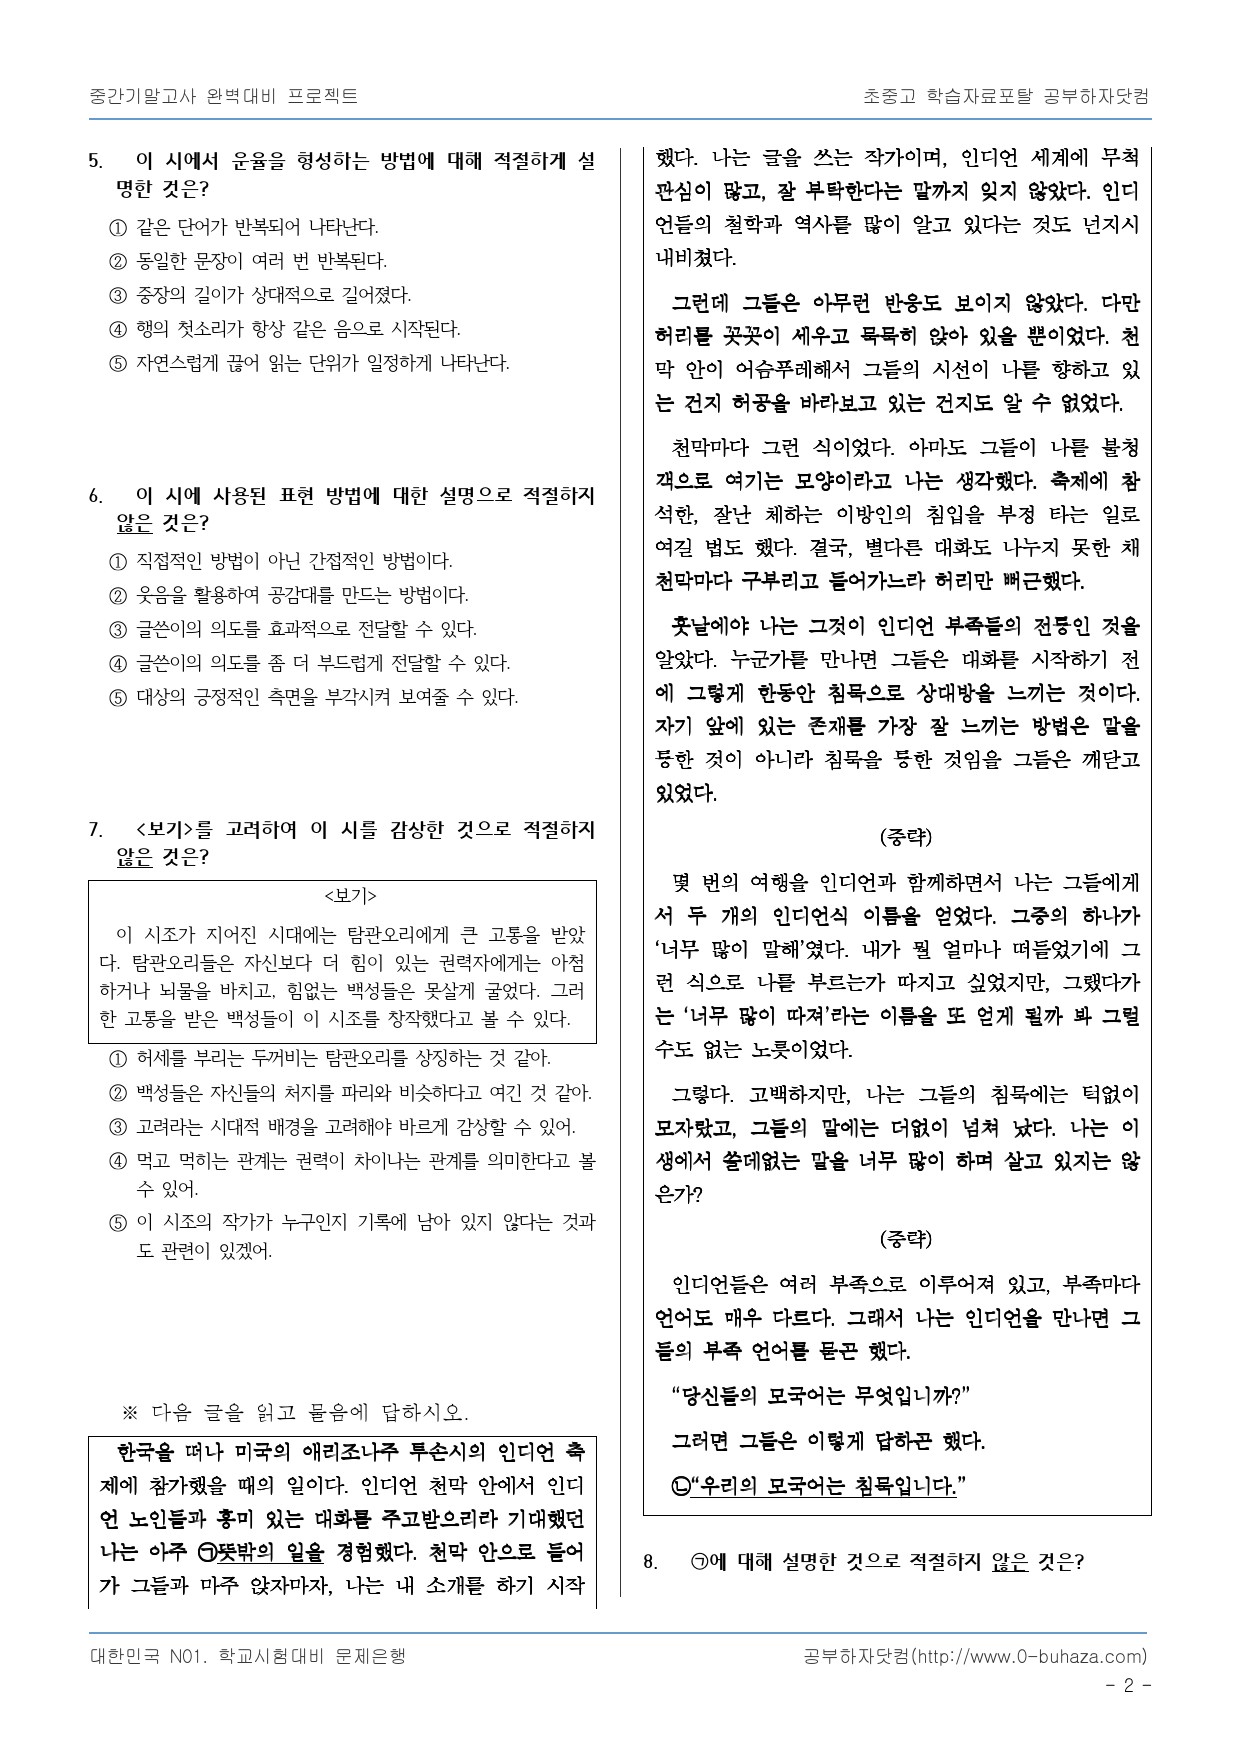 중간기말고사 완벽대비 프로젝트
초중고 학습자료포탈 공부하자닷컴
5. 이 시에서 운율을 형성하는 방법에 대해 적절하게 설
명한 것은?
① 같은 단어가 반복되어 나타난다.
② 동일한 문장이 여러 번 반복된다.
③ 중장의 길이가 상대적으로 길어졌다.
④ 행의 첫소리가 항상 같은 음으로 시작된다.
⑤ 자연스럽게 끊어 읽는 단위가 일정하게 나타난다.
6. 이 시에 사용된 표현 방법에 대한 설명으로 적절하지
않은 것은?
① 직접적인 방법이 아닌 간접적인 방법이다.
② 웃음을 활용하여 공감대를 만드는 방법이다.
③ 글쓴이의 의도를 효과적으로 전달할 수 있다.
④ 글쓴이의 의도를 좀 더 부드럽게 전달할 수 있다.
⑤ 대상의 긍정적인 측면을 부각시켜 보여줄 수 있다.
7. <보기>를 고려하여 이 시를 감상한 것으로 적절하지
않은 것은?
<보기>
이 시조가 지어진 시대에는 탐관오리에게 큰 고통을 받았
다. 탐관오리들은 자신보다 더 힘이 있는 권력자에게는 아첨
하거나 뇌물을 바치고, 힘없는 백성들은 못살게 굴었다. 그러
한 고통을 받은 백성들이 이 시조를 창작했다고 볼 수 있다.
① 허세를 부리는 두꺼비는 탐관오리를 상징하는 것 같아.
② 백성들은 자신들의 처지를 파리와 비슷하다고 여긴 것 같아.
③ 고려라는 시대적 배경을 고려해야 바르게 감상할 수 있어.
④ 먹고 먹히는 관계는 권력이 차이나는 관계를 의미한다고 볼
수 있어.
⑤ 이 시조의 작가가 누구인지 기록에 남아 있지 않다는 것과
도 관련이 있겠어.
※ 다음 글을 읽고 물음에 답하시오.
한국을 떠나 미국의 애리조나주 투손시의 인디언 축
제에 참가했을 때의 일이다. 인디언 천막 안에서 인디
언 노인들과 흥미 있는 대화를 주고받으리라 기대했던
나는 아주 ㉠뜻밖의 일을 경험했다. 천막 안으로 들어
가 그들과 마주 앉자마자, 나는 내 소개를 하기 시작
했다. 나는 글을 쓰는 작가이며, 인디언 세계에 무척
관심이 많고, 잘 부탁한다는 말까지 잊지 않았다. 인디
언들의 철학과 역사를 많이 알고 있다는 것도 넌지시
내비쳤다.
그런데 그들은 아무런 반응도 보이지 않았다. 다만
허리를 꼿꼿이 세우고 묵묵히 앉아 있을 뿐이었다. 천
막 안이 어슴푸레해서 그들의 시선이 나를 향하고 있
는 건지 허공을 바라보고 있는 건지도 알 수 없었다.
천막마다 그런 식이었다. 아마도 그들이 나를 불청
객으로 여기는 모양이라고 나는 생각했다. 축제에 참
석한, 잘난 체하는 이방인의 침입을 부정 타는 일로
여길 법도 했다. 결국, 별다른 대화도 나누지 못한 채
천막마다 구부리고 들어가느라 허리만 뻐근했다.
훗날에야 나는 그것이 인디언 부족들의 전통인 것을
알았다. 누군가를 만나면 그들은 대화를 시작하기 전
에 그렇게 한동안 침묵으로 상대방을 느끼는 것이다.
자기 앞에 있는 존재를 가장 잘 느끼는 방법은 말을
통한 것이 아니라 침묵을 통한 것임을 그들은 깨닫고
있었다.
(중략)
몇 번의 여행을 인디언과 함께하면서 나는 그들에게
서 두 개의 인디언식 이름을 얻었다. 그중의 하나가
‘너무 많이 말해’였다. 내가 뭘 얼마나 떠들었기에 그
런 식으로 나를 부르는가 따지고 싶었지만, 그랬다가
는 ‘너무 많이 따져’라는 이름을 또 얻게 될까 봐 그럴
수도 없는 노릇이었다.
그렇다. 고백하지만, 나는 그들의 침묵에는 턱없이
모자랐고, 그들의 말에는 더없이 넘쳐 났다. 나는 이
생에서 쓸데없는 말을 너무 많이 하며 살고 있지는 않
은가?
(중략)
인디언들은 여러 부족으로 이루어져 있고, 부족마다
언어도 매우 다르다. 그래서 나는 인디언을 만나면 그
들의 부족 언어를 묻곤 했다.
“당신들의 모국어는 무엇입니까?”
그러면 그들은 이렇게 답하곤 했다.
㉡“우리의 모국어는 침묵입니다.”
8. ㉠에 대해 설명한 것으로 적절하지 않은 것은?
대한민국 N01. 학교시험대비 문제은행
공부하자닷컴(http://www.0-buhaza.com)
- 2 -